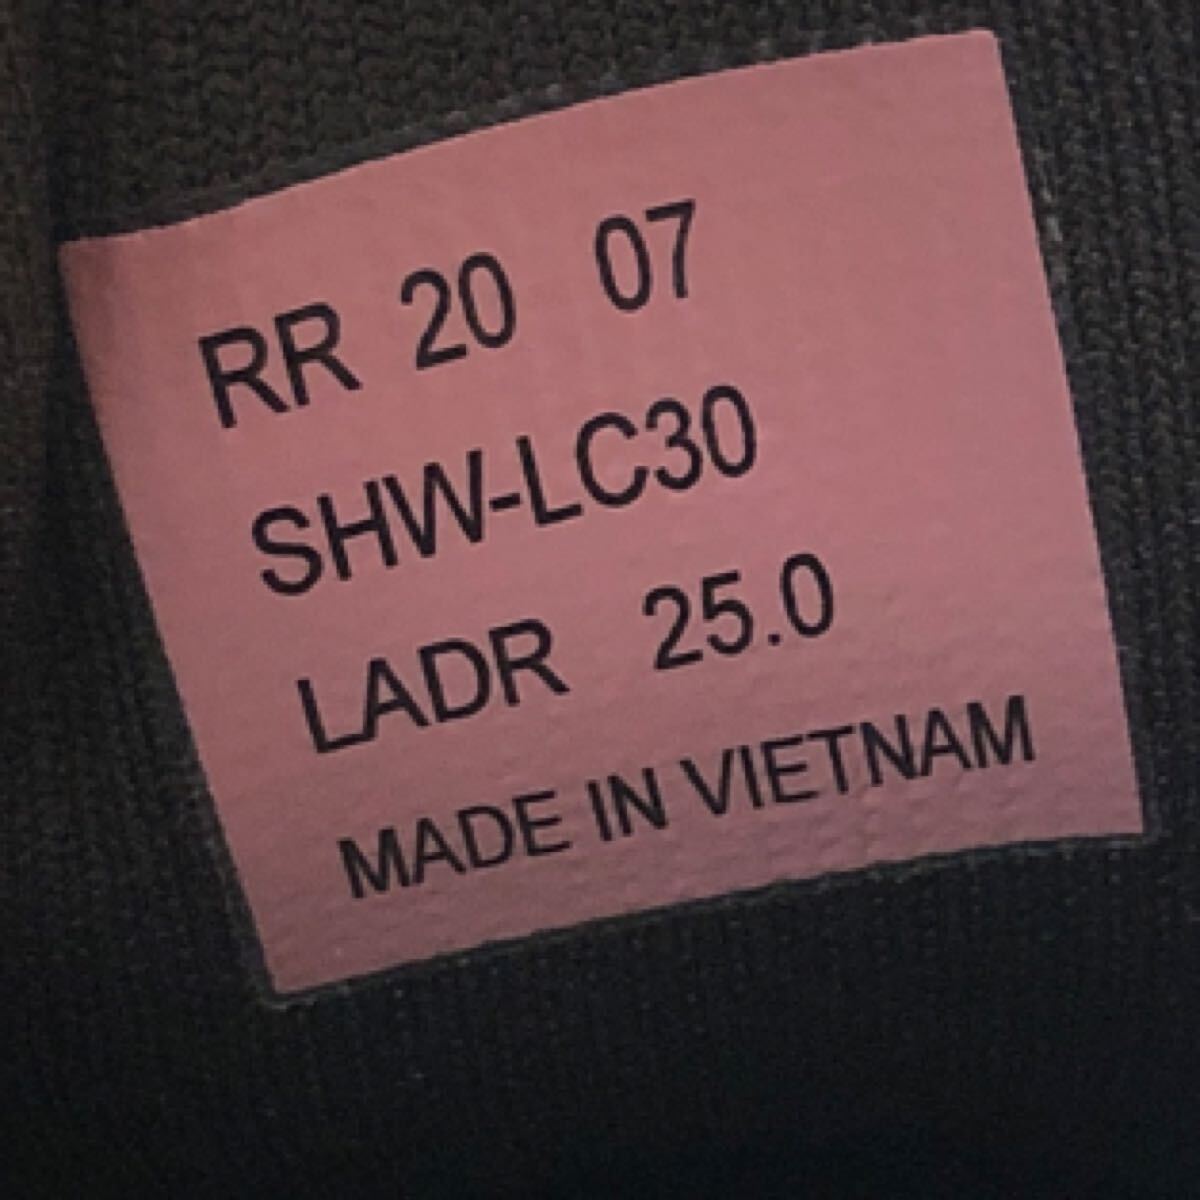 RR 20 07
SHW-LC30
LADR 25.0
MADE IN VIETNAM